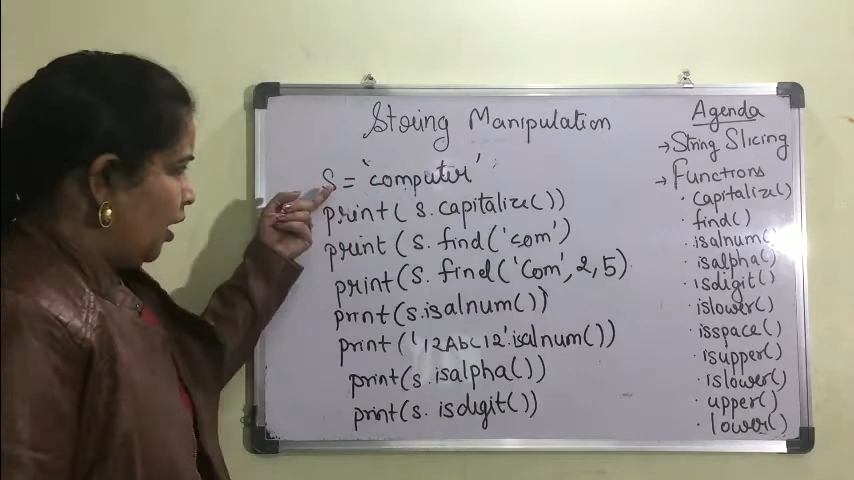 String Manipulation
s = 'computer'
print( s.capitalize())
print ( s. find('com')
print(s. find('Com', 2, 5)
print(s.isalnum())
print('12Abc12'.isalnum())
print(s. isalpha())
print(s. isdigit())
Agenda
→ String Slicing
→ Functions
· capitalize()
· find()
· isalnum(
· isalpha()
· isdigit()
· islower()
· isspace()
· isupper()
· islower()
· upper()
· lower()